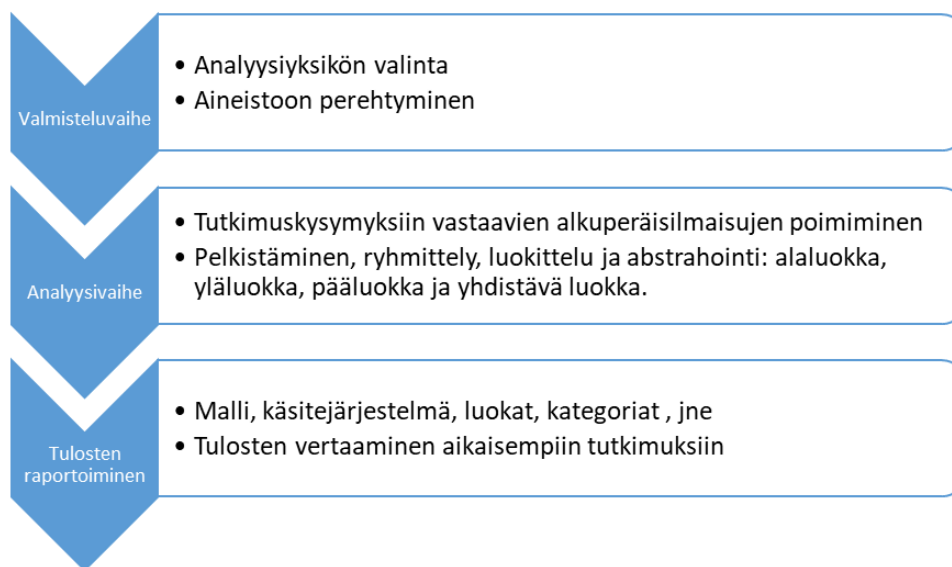 Valmisteluvaihe
• Analyysiyksikön valinta
• Aineistoon perehtyminen
Analyysivaihe
• Tutkimuskysymyksiin vastaavien alkuperäisilmaisujen poimiminen
• Pelkistäminen, ryhmittely, luokittelu ja abstrahointi: alaluokka,
yläluokka, pääluokka ja yhdistävä luokka.
Tulosten
raportoiminen
• Malli, käsitejärjestelmä, luokat, kategoriat , jne
• Tulosten vertaaminen aikaisempiin tutkimuksiin